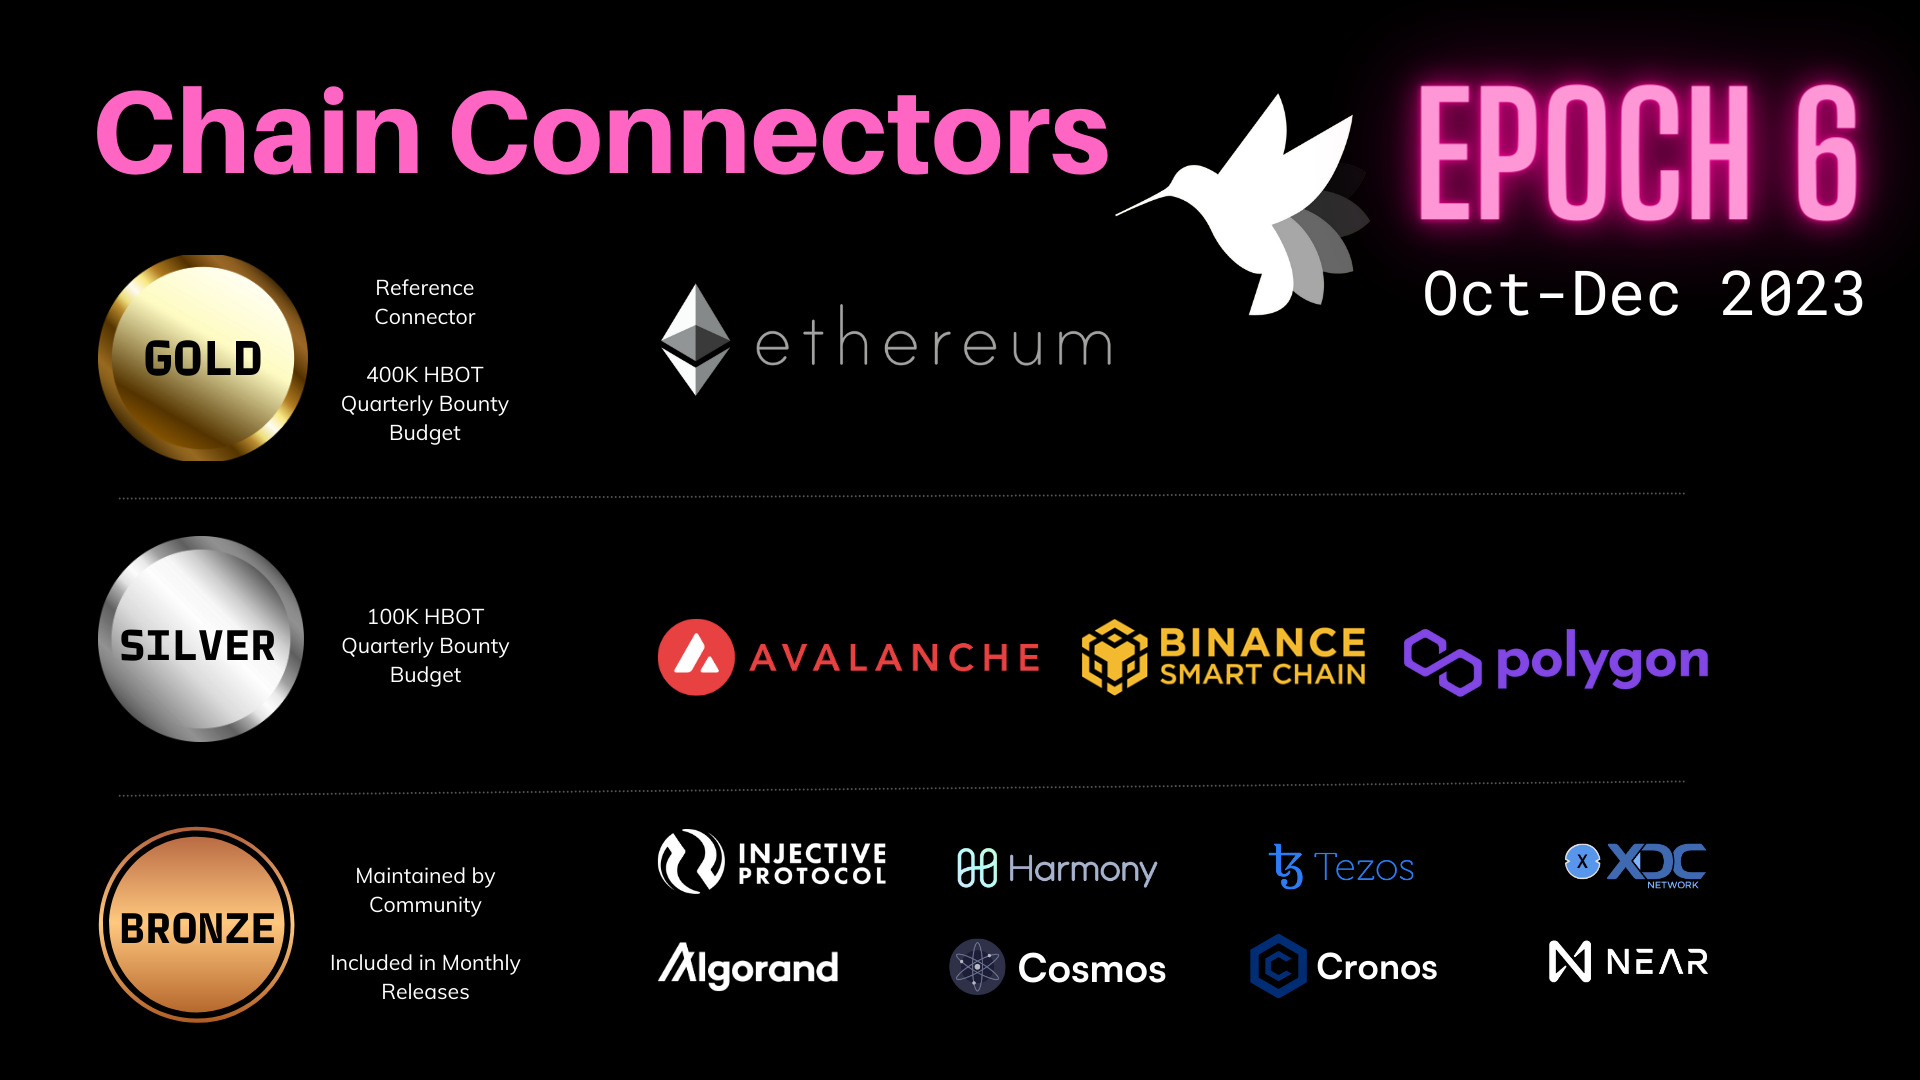 Chain Connectors
EPOCH 6
Oct-Dec 2023
GOLD
Reference
Connector
400K HBOT
Quarterly Bounty
Budget
ethereum
SILVER
100K HBOT
Quarterly Bounty
Budget
AVALANCHE
BINANCE
SMART CHAIN
polygon
BRONZE
Maintained by
Community
Included in Monthly
Releases
INJECTIVE
PROTOCOL
Harmony
Tezos
X XDC
NETWORK
Algorand
Cosmos
Cronos
NEAR